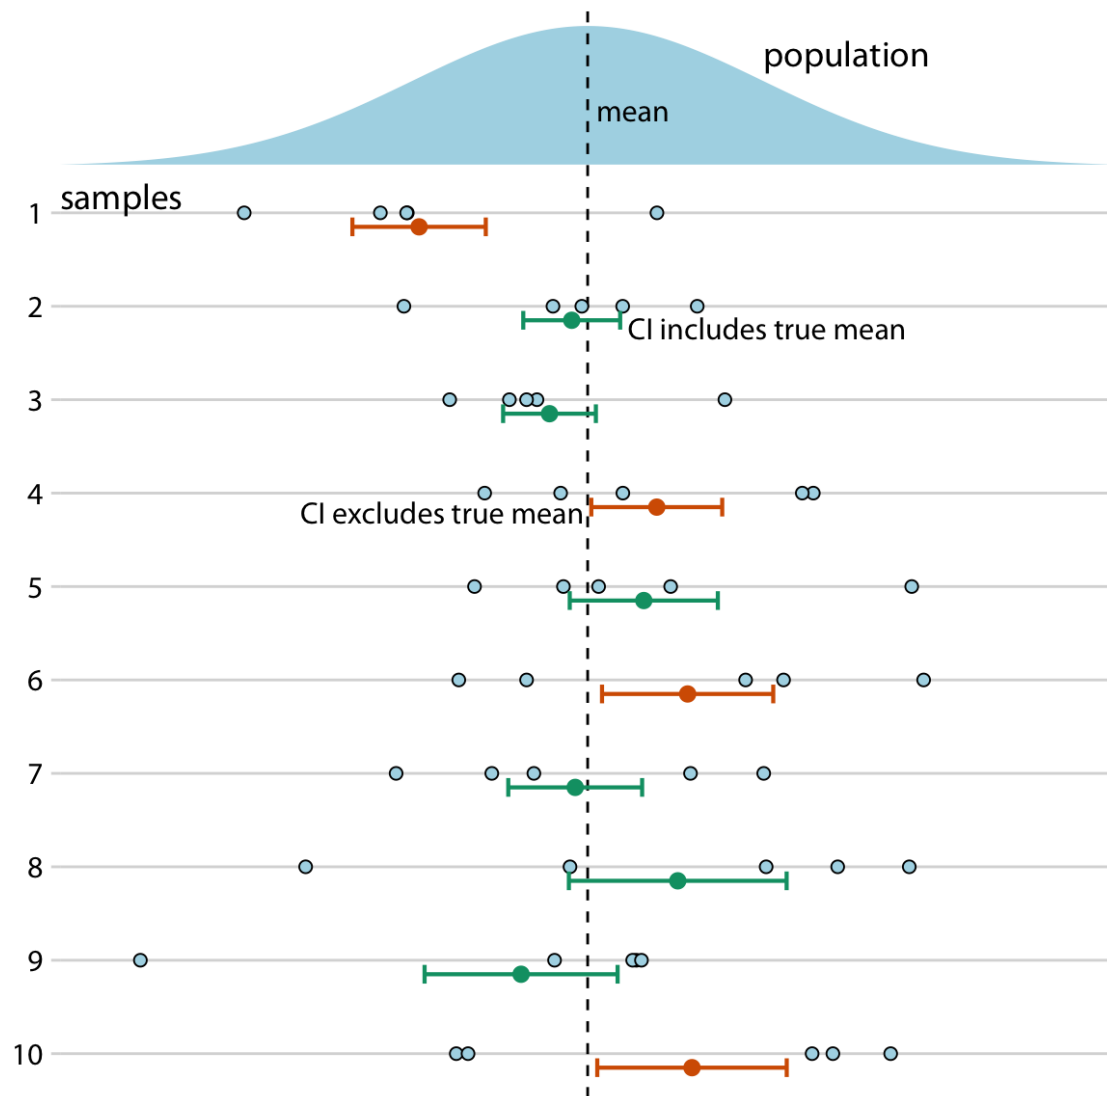 population
mean
samples
1
2
CI includes true mean
3
4
CI excludes true mean
5
6
7
8
9
10